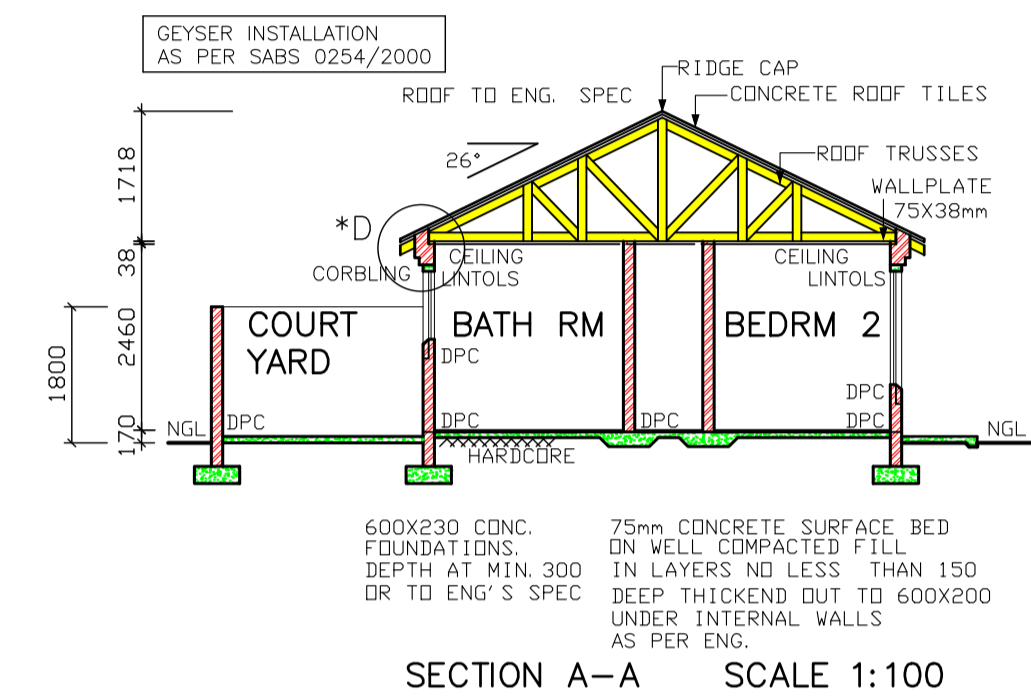 GEYSER INSTALLATION
AS PER SABS 0254/2000
RIDGE CAP
ROOF TO ENG. SPEC
CONCRETE ROOF TILES
26°
ROOF TRUSSES
WALLPLATE
75X38mm
*D
CORBLING
CEILING
LINTOLS
CEILING
LINTOLS
1718
38
2460
170
1800
COURT
YARD
BATH RM
BEDRM 2
DPC
DPC
DPC
DPC
DPC
DPC
NGL
NGL
HARDCORE
600X230 CONC.
FOUNDATIONS.
DEPTH AT MIN. 300
OR TO ENG'S SPEC
75mm CONCRETE SURFACE BED
ON WELL COMPACTED FILL
IN LAYERS NO LESS THAN 150
DEEP THICKEND OUT TO 600X200
UNDER INTERNAL WALLS
AS PER ENG.
SECTION A-A SCALE 1:100